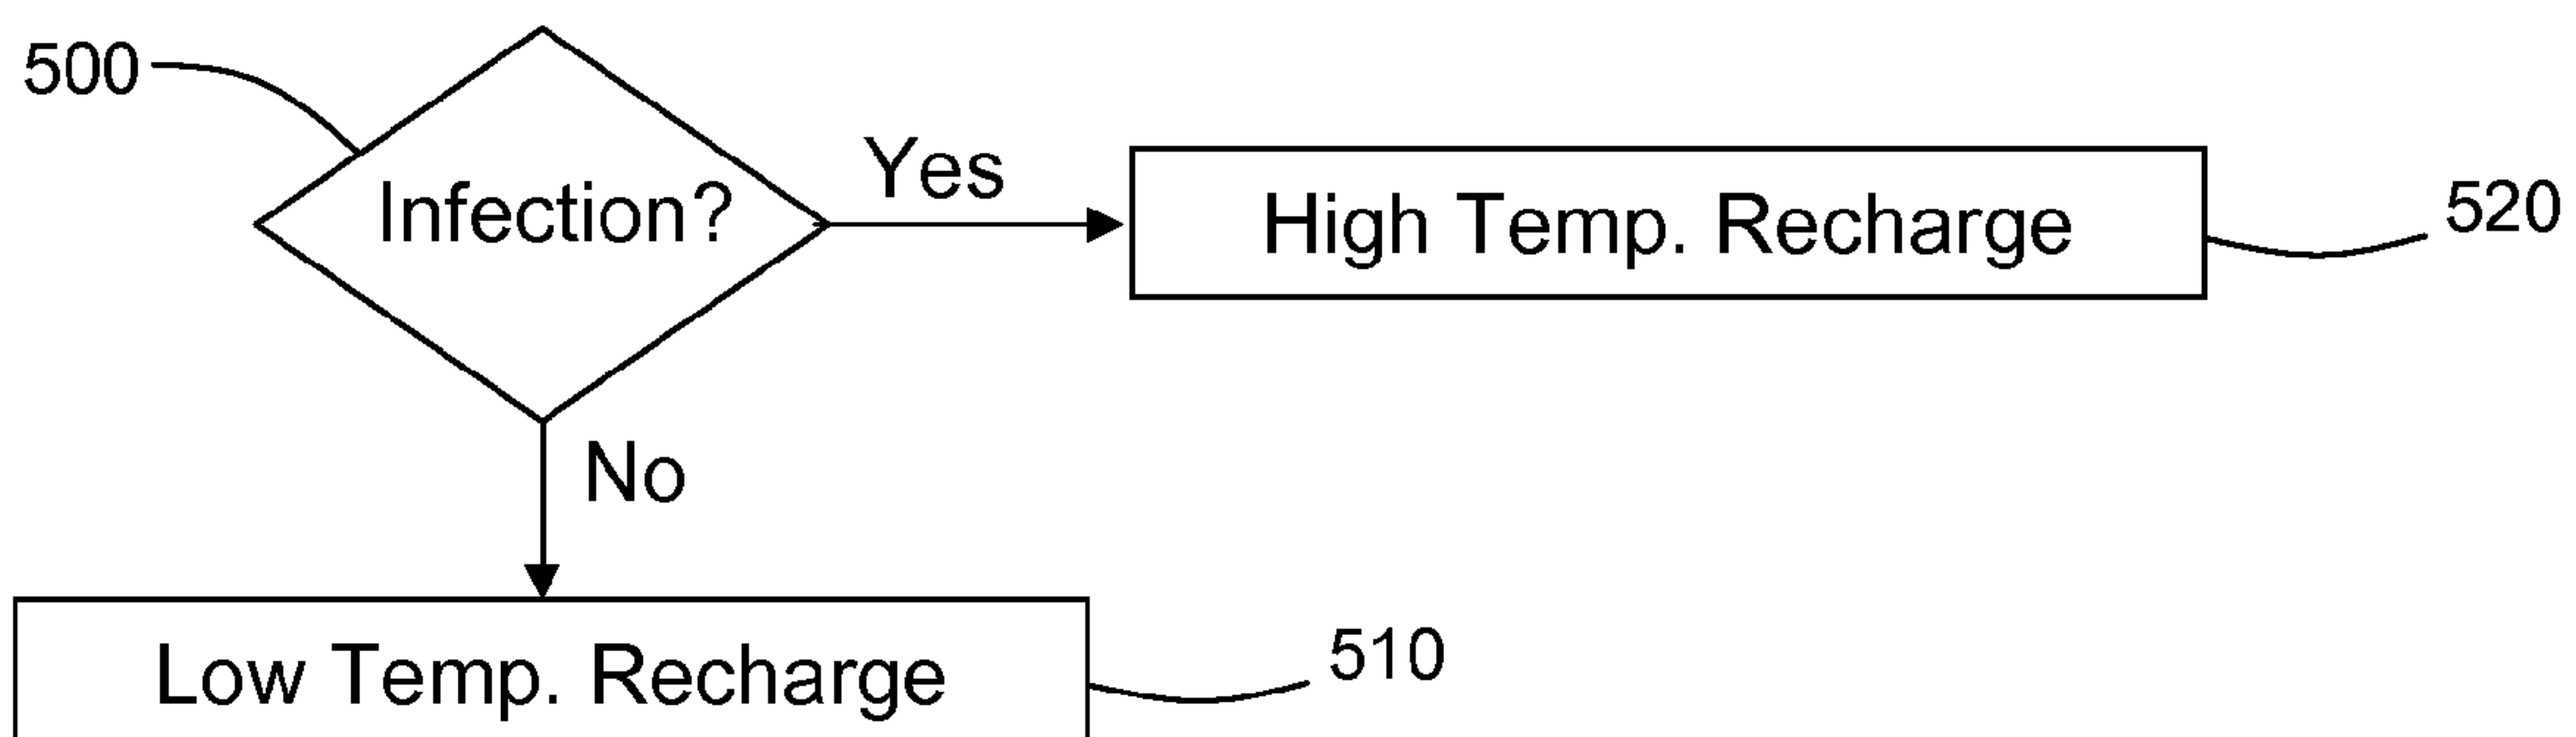 500
Infection?
Yes
High Temp. Recharge
520
No
Low Temp. Recharge
510